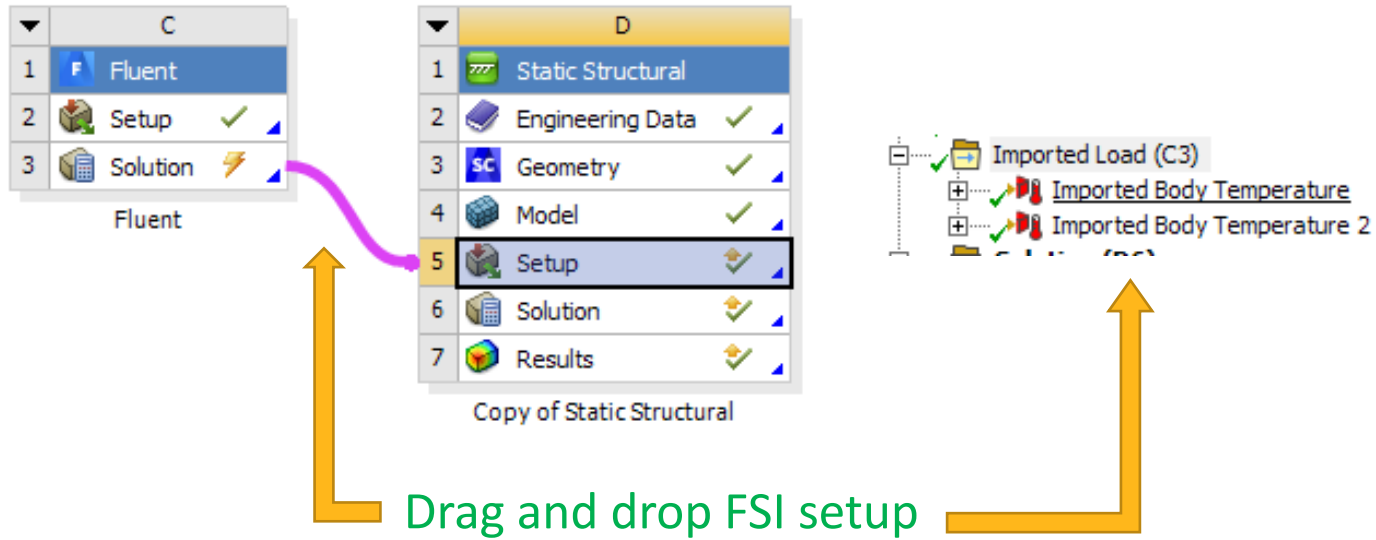 C
1 F Fluent
2 Setup
3 Solution
Fluent
D
1 Static Structural
2 Engineering Data
3 SC Geometry
4 Model
5 Setup
6 Solution
7 Results
Copy of Static Structural
Imported Load (C3)
Imported Body Temperature
Imported Body Temperature 2
Drag and drop FSI setup